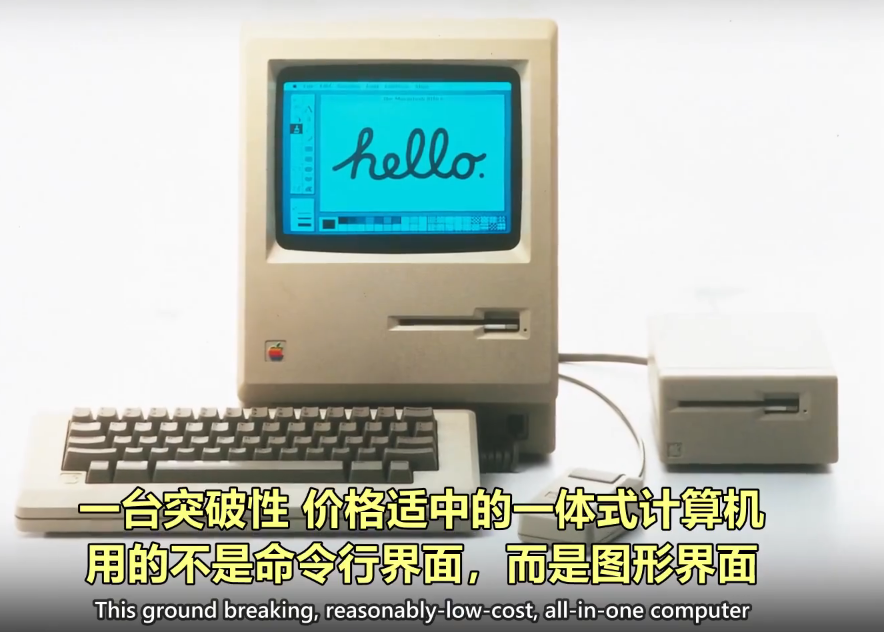 hello.
一台突破性 价格适中的一体式计算机
用的不是命令行界面，而是图形界面
This ground breaking, reasonably-low-cost, all-in-one computer